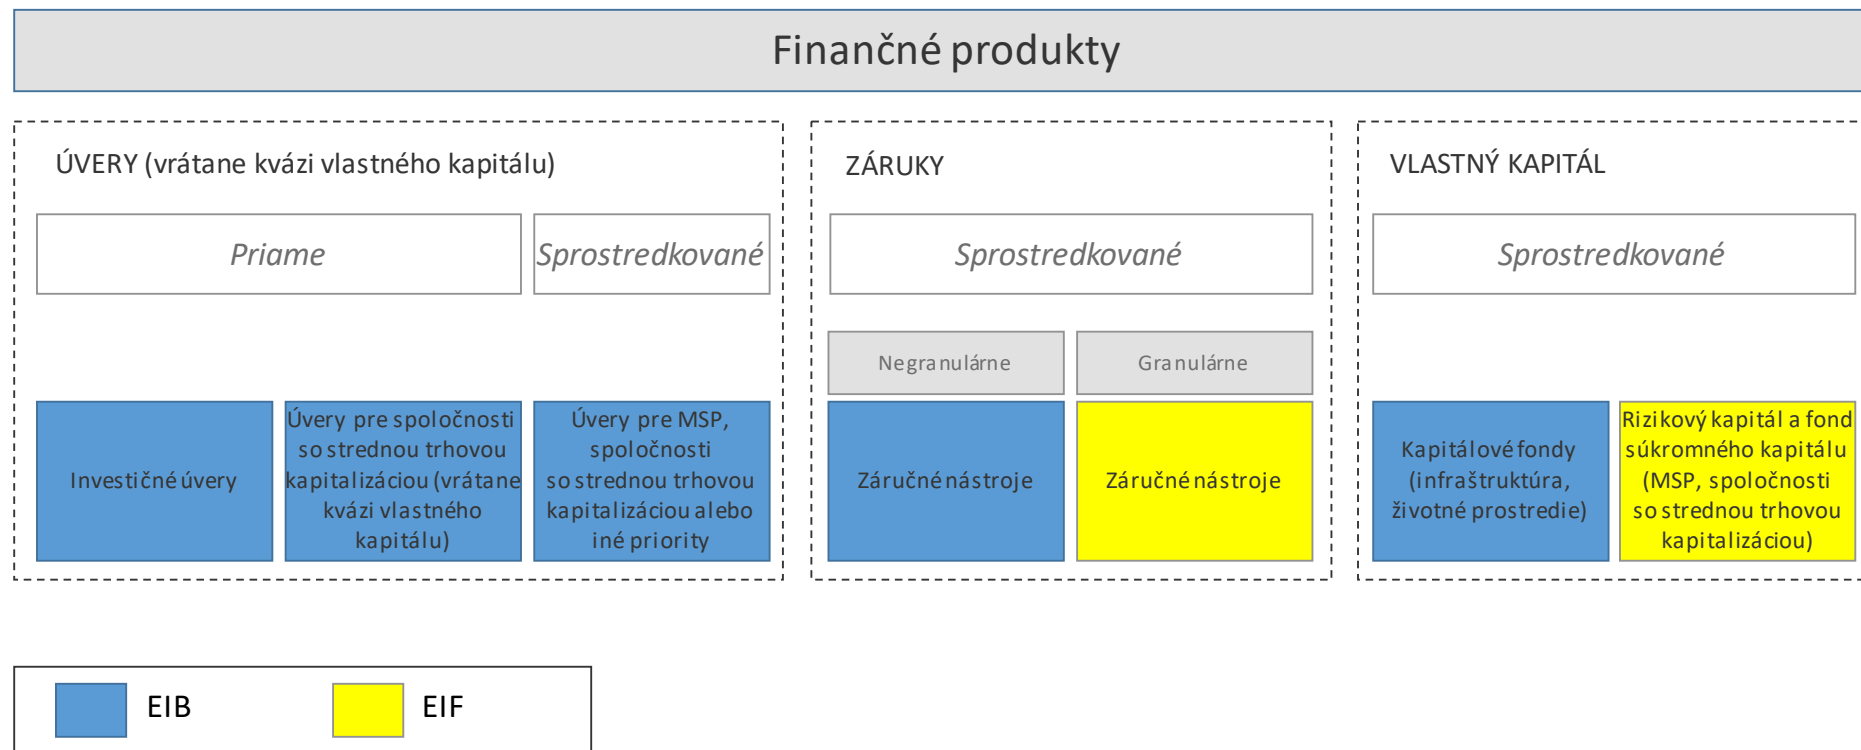 Finančné produkty
ÚVERY (vrátane kvázi vlastného kapitálu)
Priame
Sprostredkované
Investičné úvery
Úvery pre spoločnosti
so strednou trhovou
kapitalizáciou (vrátane
kvázi vlastného
kapitálu)
Úvery pre MSP,
spoločnosti
so strednou trhovou
kapitalizáciou alebo
iné priority
ZÁRUKY
Sprostredkované
Negranulárne
Granulárne
Záručné nástroje
Záručné nástroje
VLASTNÝ KAPITÁL
Sprostredkované
Kapitálové fondy
(infraštruktúra,
životné prostredie)
Rizikový kapitál a fond
súkromného kapitálu
(MSP, spoločnosti
so strednou trhovou
kapitalizáciou)
EIB
EIF